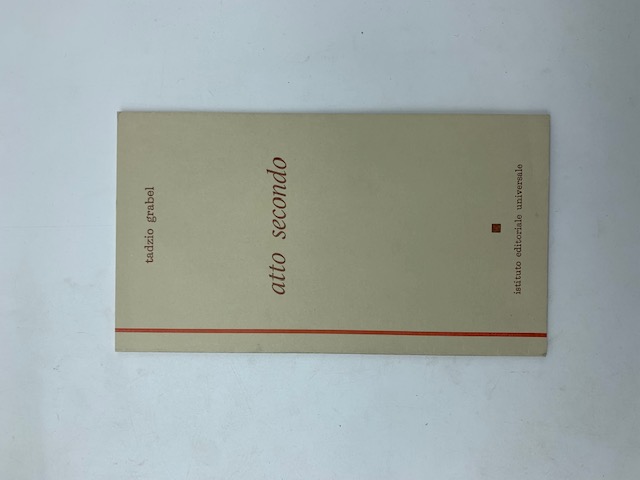 tadzio grabel
atto secondo
istituto editoriale universale